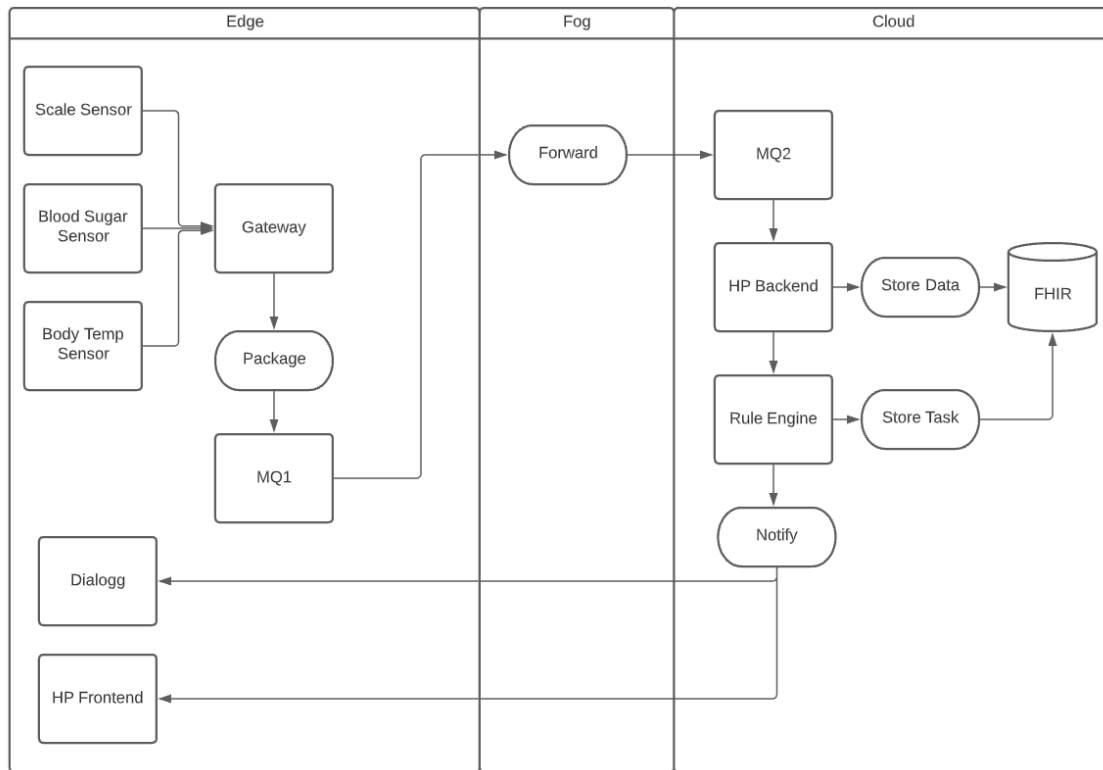 Edge
Fog
Cloud
Scale Sensor
Blood Sugar
Sensor
Body Temp
Sensor
Gateway
Package
MQ1
Dialogg
HP Frontend
Forward
MQ2
HP Backend
Store Data
FHIR
Rule Engine
Store Task
Notify